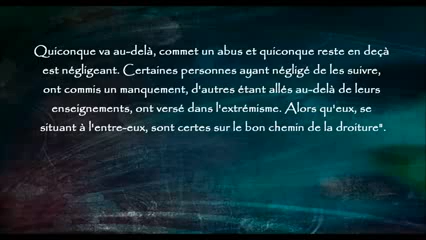 Quiconque va au-delà, commet un abus et quiconque reste en deçà
est négligeant. Certaines personnes ayant négligé de les suivre,
ont commis un manquement, d'autres étant allés au-delà de leurs
enseignements, ont versé dans l'extrémisme. Alors qu'eux, se
situant à l'entre-eux, sont certes sur le bon chemin de la droiture".